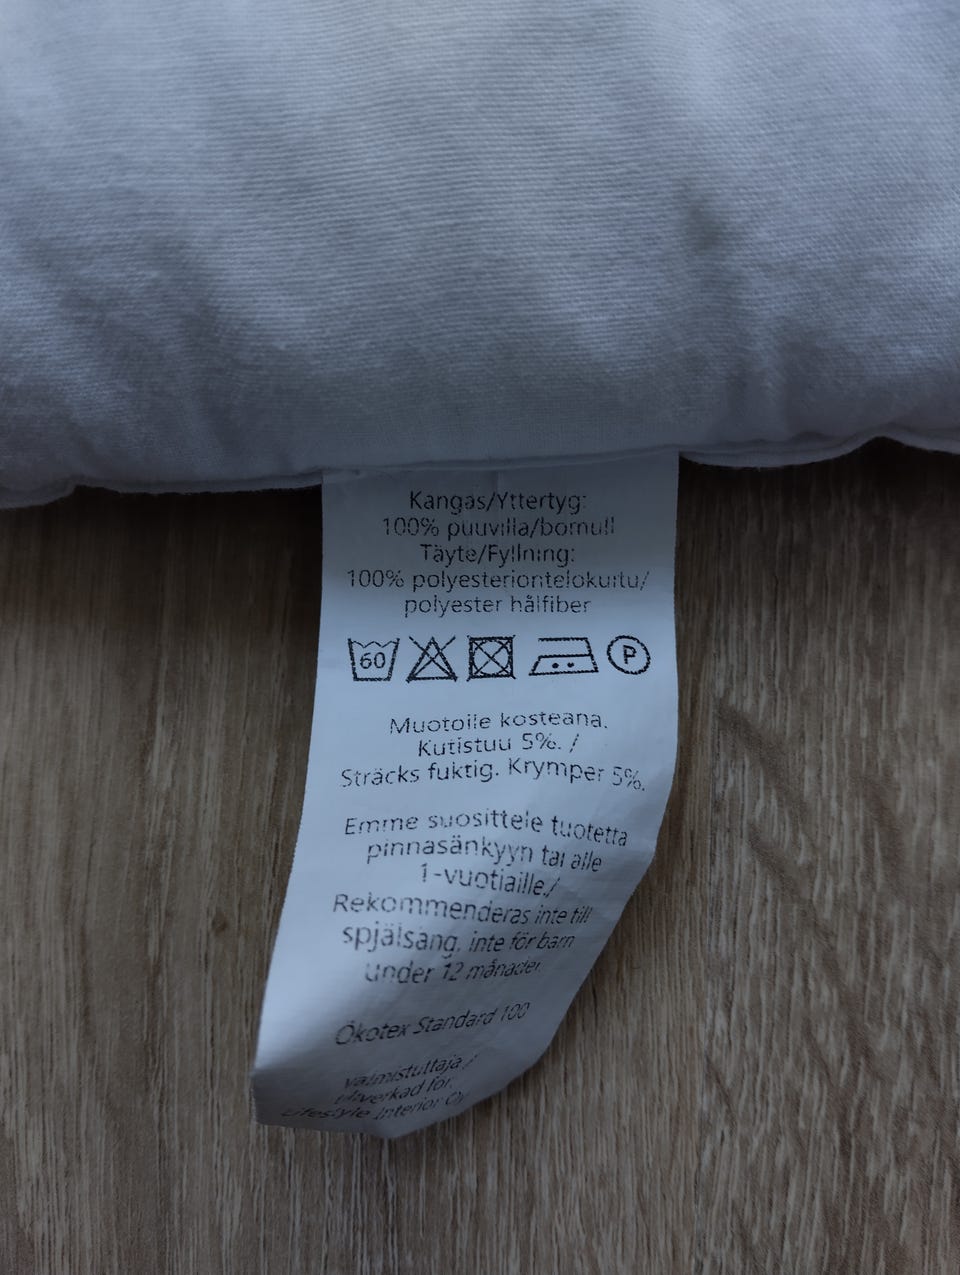 Kangas/Yttertyg:
100% puuvilla/bomull
Täyte/Fyllning:
100% polyesteriontelokuitu/
polyester hålfiber
60 P
Muotoile kosteana.
Kutistuu 5%. /
Sträcks fuktig. Krymper 5%.
Emme suosittele tuotetta
pinnasänkyyn tai alle
1-vuotiaille./
Rekommenderas inte till
spjälsäng, inte för barn
under 12 månader.
Ökotex Standard 100
Valmistuttaja /
Tillverkad för:
Lifestyle Interior Oy